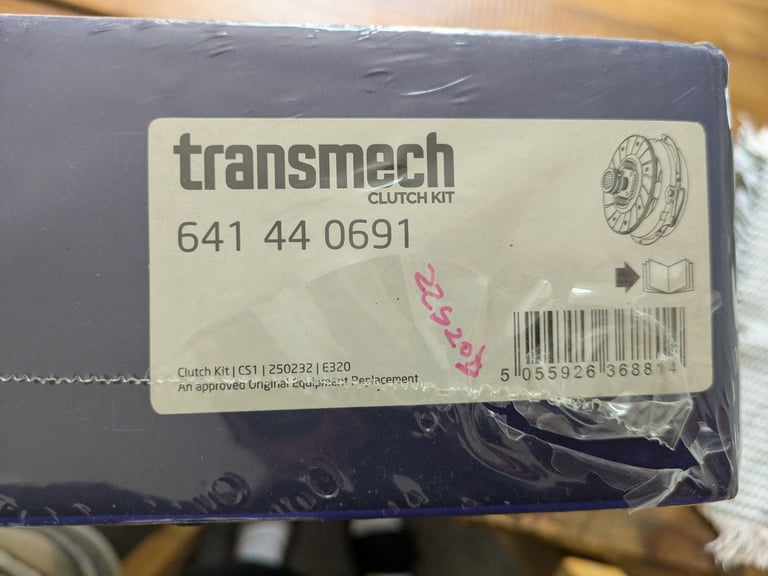 transmech
CLUTCH KIT
641 44 0691
Clutch Kit | CS1 | 250232 | E320
An approved Original Equipment Replacement
5 055926 368814